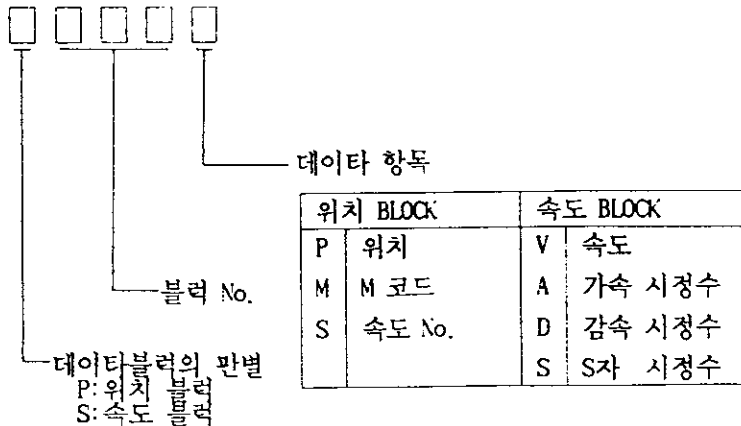 데이타 항목
위치 BLOCK 속도 BLOCK
P 위치 V 속도
M M 코드 A 가속 시정수
S 속도 No. D 감속 시정수
S S자 시정수
블럭 No.
데이타블럭의 판별
P:위치 블럭
S:속도 블럭